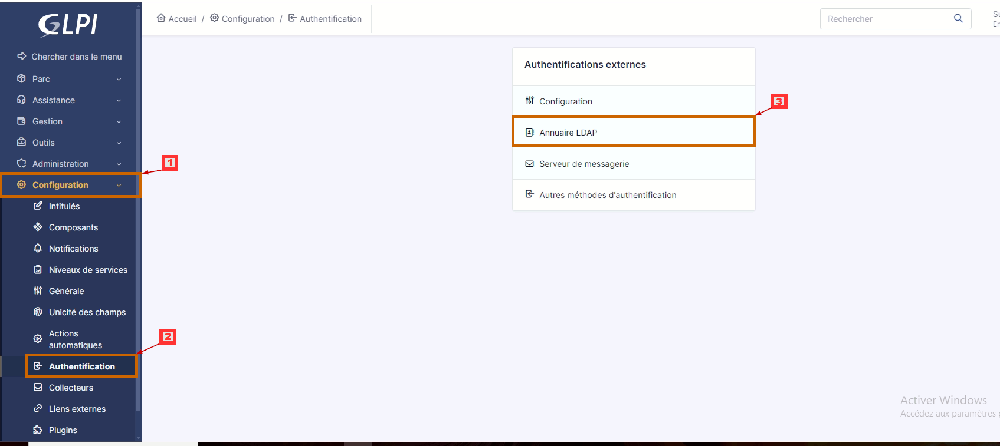 GLPI
Accueil / Configuration / Authentification
Rechercher
Chercher dans le menu
Parc
Assistance
Gestion
Outils
Administration
Configuration
Intitulés
Composants
Notifications
Niveaux de services
Générale
Unicité des champs
Actions
automatiques
Authentification
Collecteurs
Liens externes
Plugins
1
2
Authentifications externes
Configuration
Annuaire LDAP
Serveur de messagerie
Autres méthodes d'authentification
3
Activer Windows
Accédez aux paramètres